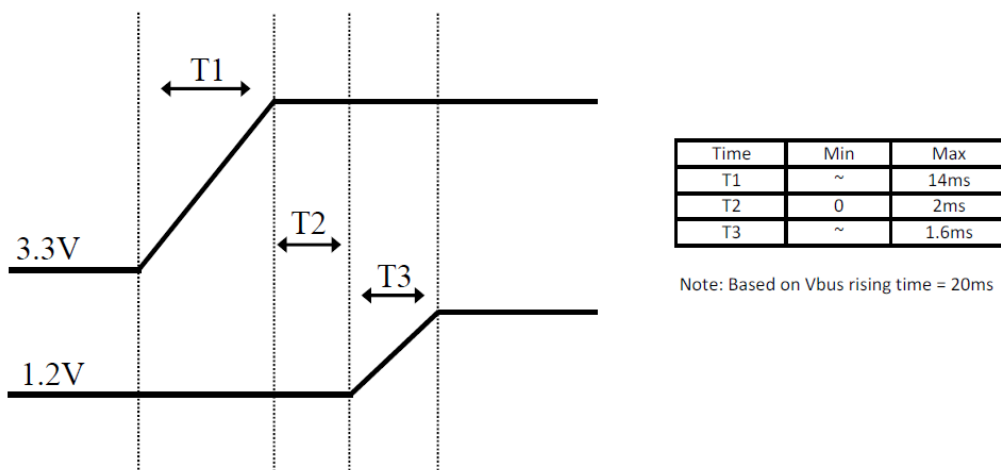 T1
T2
T3
3.3V
1.2V
Time Min Max
T1 ~ 14ms
T2 0 2ms
T3 ~ 1.6ms
Note: Based on Vbus rising time = 20ms